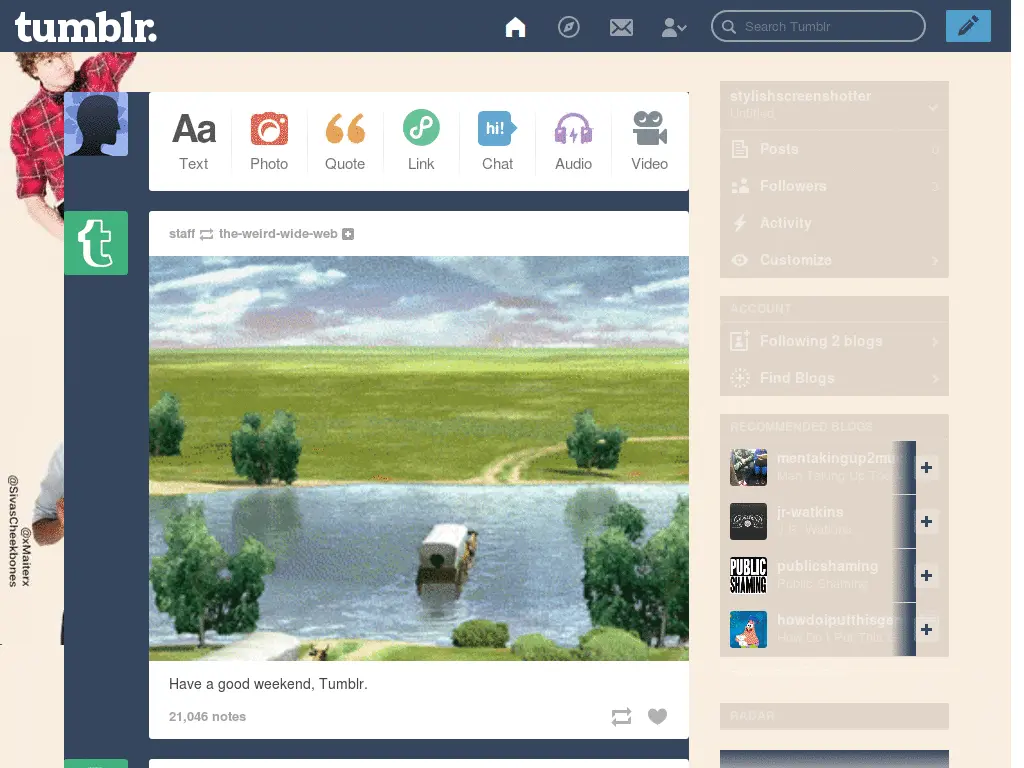 tumblr.
Search Tumblr
Aa
hi!
Text
Photo
Quote
Link
Chat
Audio
Video
staff the-weird-wide-web
Have a good weekend, Tumblr.
21,046 notes
@SivasCheekbones
@xMaiterx
stylishscreenshotter
Untitled
Posts 0
Followers 3
Activity
Customize
ACCOUNT
Following 2 blogs
Find Blogs
RECOMMENDED BLOGS
mentakingup2muc
Man Taking Up Too
jr-watkins
J.R. Watkins
PUBLIC SHAMING
publicshaming
Public Shaming
howdoiputthisga
How Do I Put This
RADAR